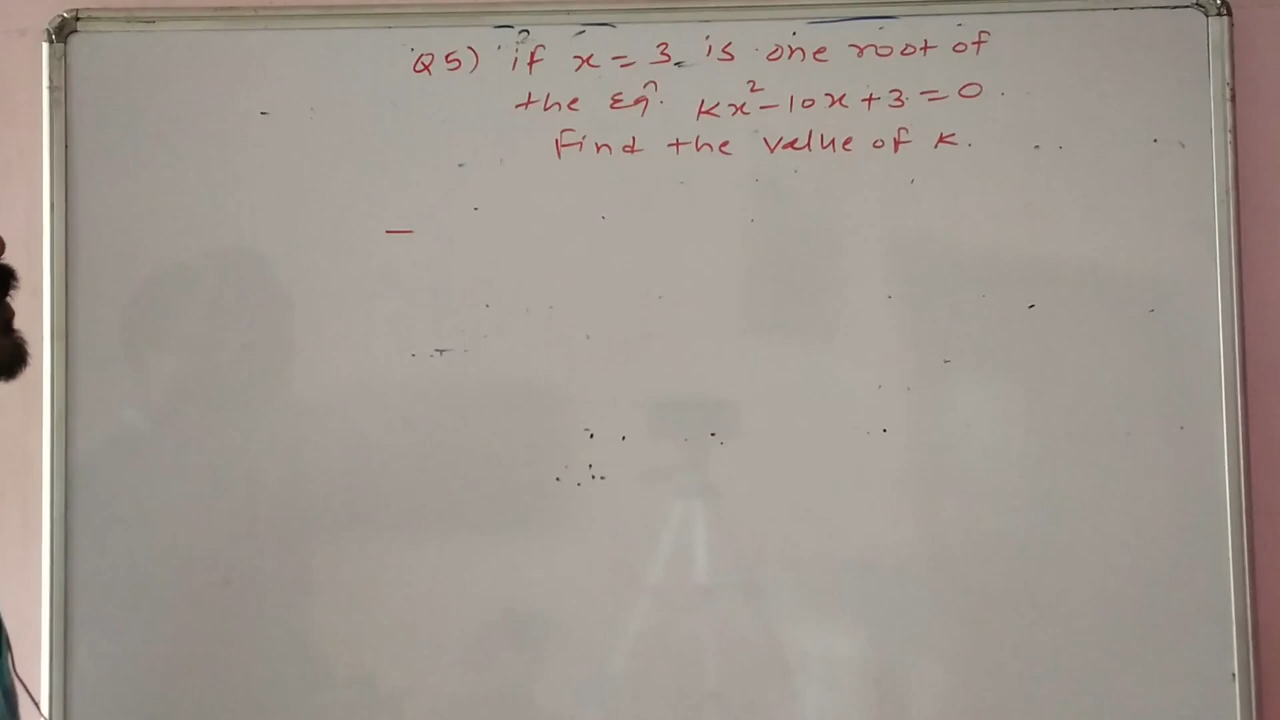 Q5) if x = 3 is one root of
the Eqⁿ. kx² - 10x + 3 = 0.
Find the value of k.